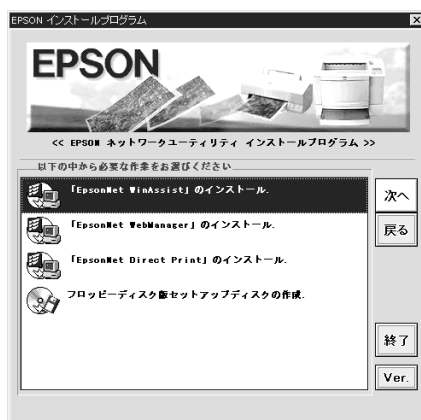 EPSON インストールプログラム
EPSON
<< EPSON ネットワークユーティリティ インストールプログラム >>
以下の中から必要な作業をお選びください
「EpsonNet WinAssist」のインストール.
「EpsonNet WebManager」のインストール.
「EpsonNet Direct Print」のインストール.
フロッピーディスク版セットアップディスクの作成.
次へ
戻る
終了
Ver.